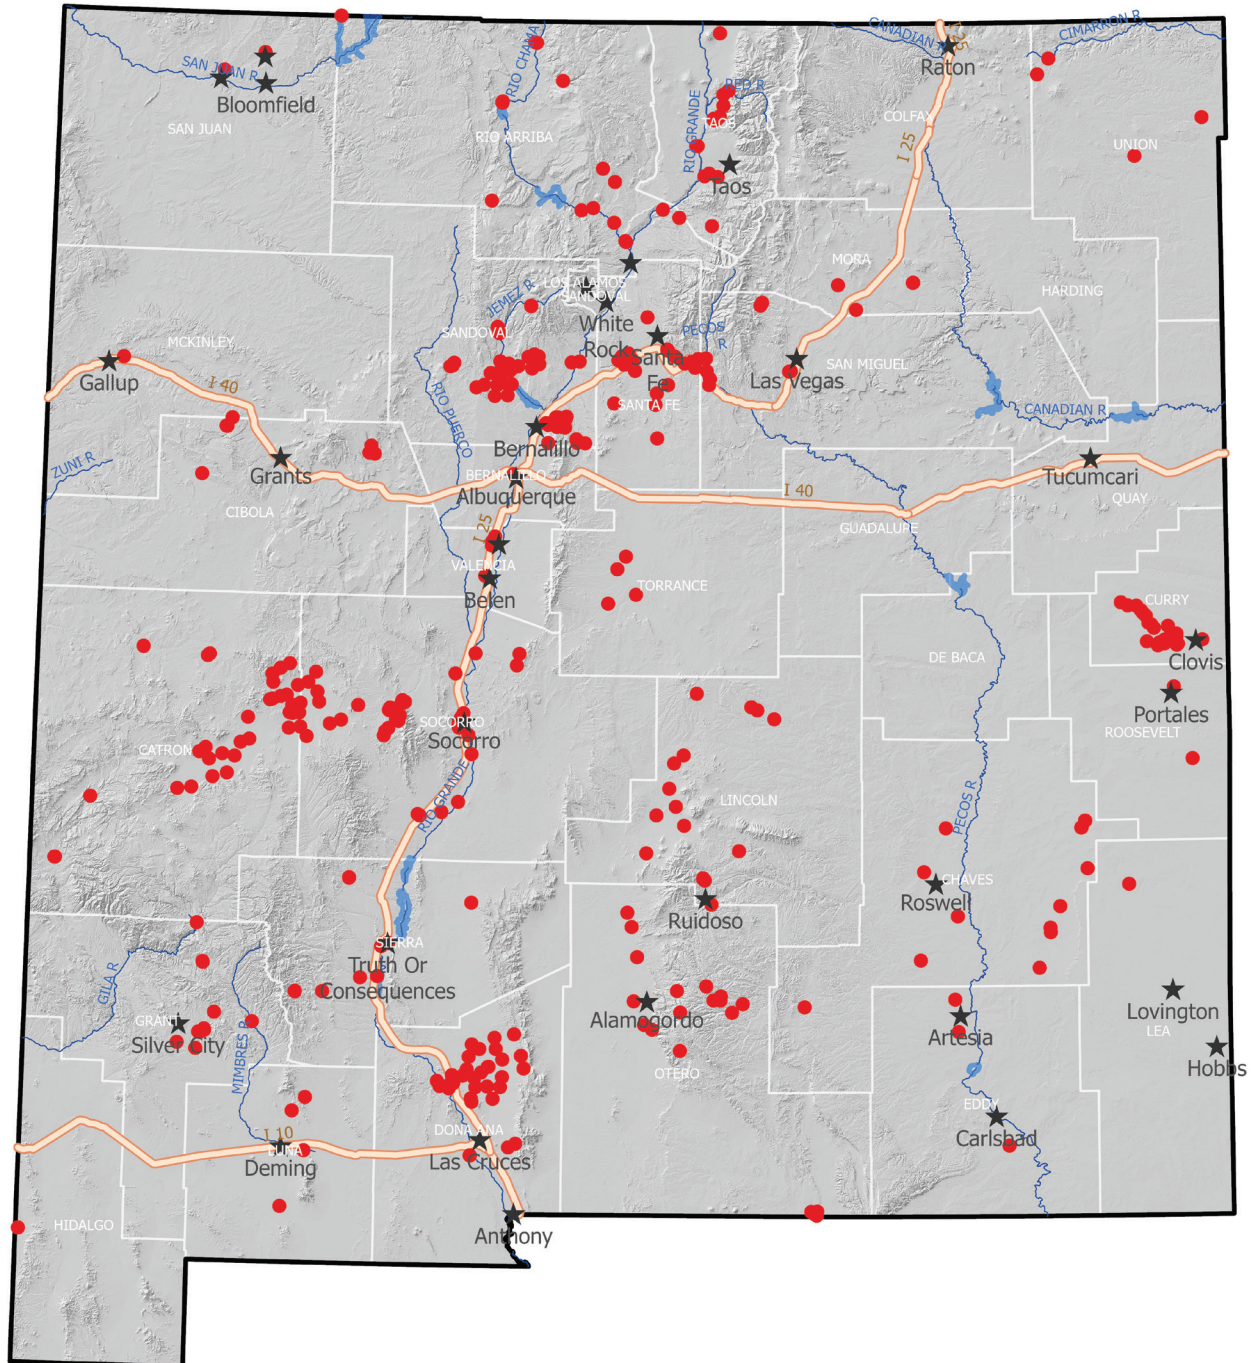 CANADIAN R
I 25
CIMARRON R
RIO CHAMA
Raton
SAN JUAN R
Bloomfield
SAN JUAN
RIO ARRIBA
RIO GRANDE
RED R
TAOS
COLFAX
I 25
UNION
Taos
MORA
HARDING
LOS ALAMOS
SANDOVAL
JEMEZ R
White
Rock
SANDOVAL
PECOS
R
MCKINLEY
Gallup
I 40
Santa
Fe
SANTA FE
Las Vegas
SAN MIGUEL
RIO PUERCO
CANADIAN R
Bernalillo
ZUNI R
Grants
BERNALILLO
Albuquerque
I 40
Tucumcari
QUAY
CIBOLA
I 25
GUADALUPE
VALENCIA
Belen
TORRANCE
CURRY
Clovis
DE BACA
Portales
ROOSEVELT
SOCORRO
Socorro
CATRON
RIO GRANDE
LINCOLN
PECOS R
CHAVES
Roswell
Ruidoso
SIERRA
Truth Or
Consequences
GILA R
GRANT
Silver City
MIMBRES R
Alamogordo
OTERO
Artesia
Lovington
LEA
Hobbs
EDDY
Carlsbad
I 10
LUNA
Deming
DONA ANA
Las Cruces
HIDALGO
Anthony